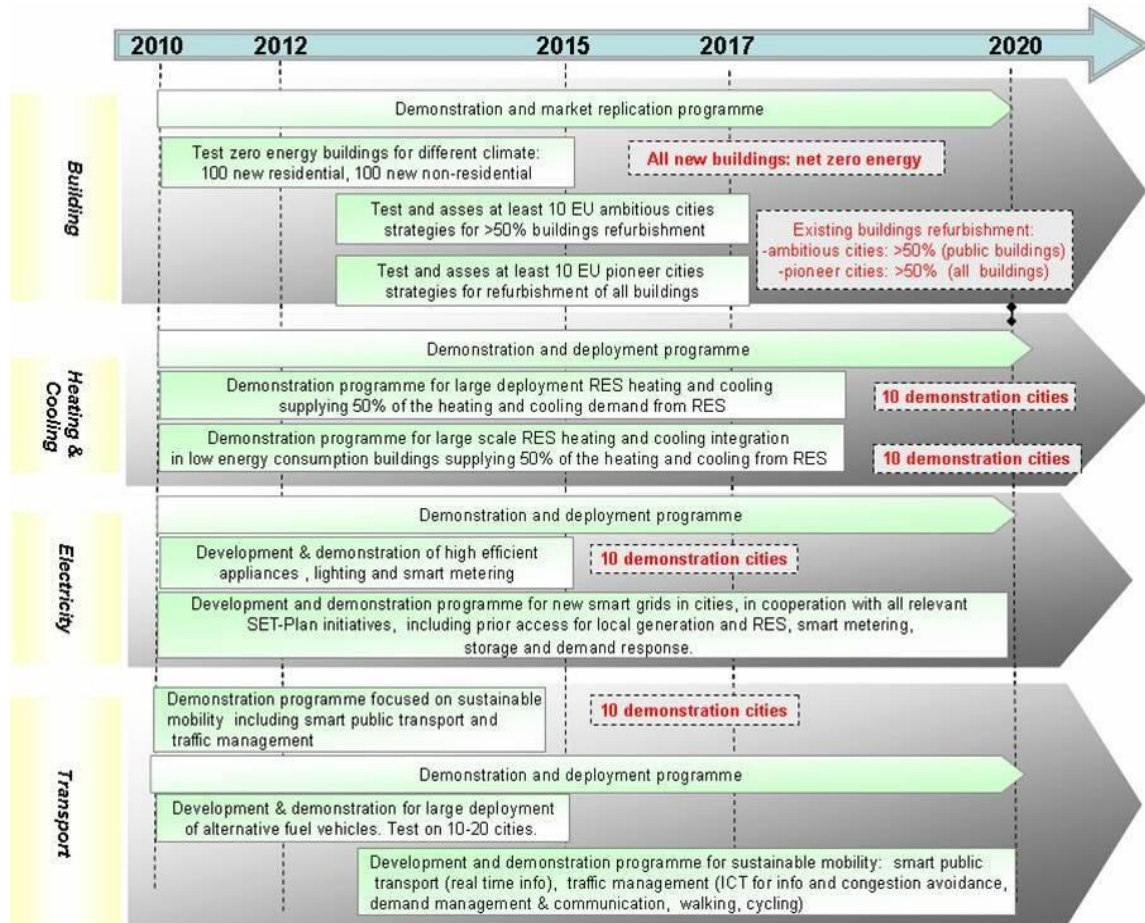 2010 2012 2015 2017 2020
Building
Demonstration and market replication programme
Test zero energy buildings for different climate:
100 new residential, 100 new non-residential
All new buildings: net zero energy
Test and asses at least 10 EU ambitious cities
strategies for >50% buildings refurbishment
Existing buildings refurbishment:
-ambitious cities: >50% (public buildings)
-pioneer cities: >50% (all buildings)
Test and asses at least 10 EU pioneer cities
strategies for refurbishment of all buildings
Heating &
Cooling
Demonstration and deployment programme
Demonstration programme for large deployment RES heating and cooling
supplying 50% of the heating and cooling demand from RES
10 demonstration cities
Demonstration programme for large scale RES heating and cooling integration
in low energy consumption buildings supplying 50% of the heating and cooling from RES
10 demonstration cities
Electricity
Demonstration and deployment programme
Development & demonstration of high efficient
appliances , lighting and smart metering
10 demonstration cities
Development and demonstration programme for new smart grids in cities, in cooperation with all relevant
SET-Plan initiatives, including prior access for local generation and RES, smart metering,
storage and demand response.
Transport
Demonstration programme focused on sustainable
mobility including smart public transport and
traffic management
10 demonstration cities
Demonstration and deployment programme
Development & demonstration for large deployment
of alternative fuel vehicles. Test on 10-20 cities.
Development and demonstration programme for sustainable mobility: smart public
transport (real time info), traffic management (ICT for info and congestion avoidance,
demand management & communication, walking, cycling)